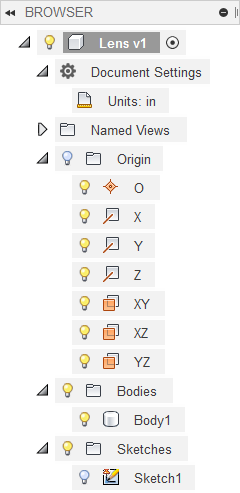 BROWSER
Lens v1
Document Settings
Units: in
Named Views
Origin
O
X
Y
Z
XY
XZ
YZ
Bodies
Body1
Sketches
Sketch1